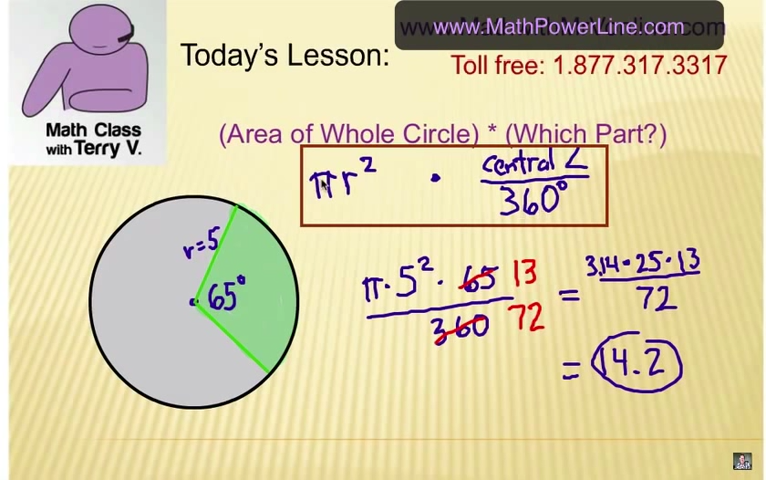 www.MathPowerLine.com
Today's Lesson:
Toll free: 1.877.317.3317
Math Class
with Terry V.
(Area of Whole Circle) * (Which Part?)
πr² · central ∠ / 360°
r=5
65°
π·5²·65 13 / 360 72 = 3.14·25·13 / 72
= 14.2